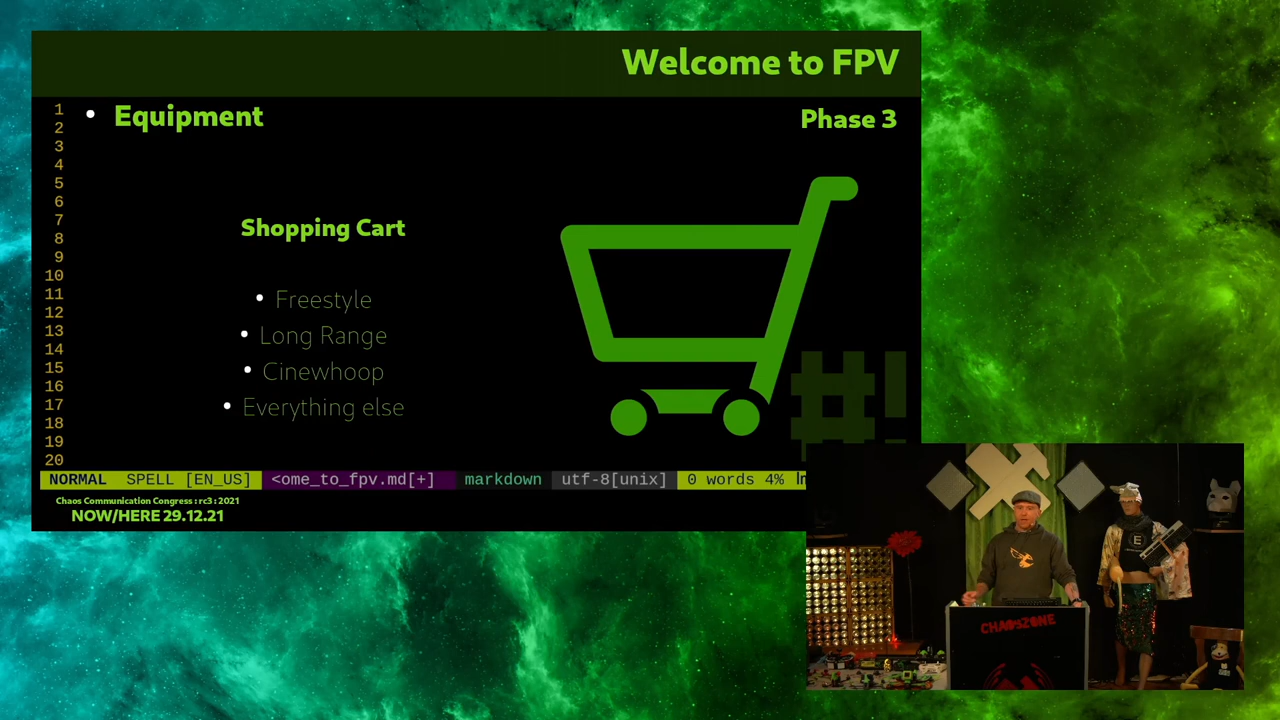 Welcome to FPV
1
2
3
4
5
6
7
8
9
10
11
12
13
14
15
16
17
18
19
20
• Equipment
Phase 3
Shopping Cart
• Freestyle
• Long Range
• Cinewhoop
• Everything else
#!
NORMAL SPELL [EN_US] <ome_to_fpv.md[+] markdown utf-8[unix] 0 words 4% ln
Chaos Communication Congress : rc3 : 2021
NOW/HERE 29.12.21
E
CHAOSZONE